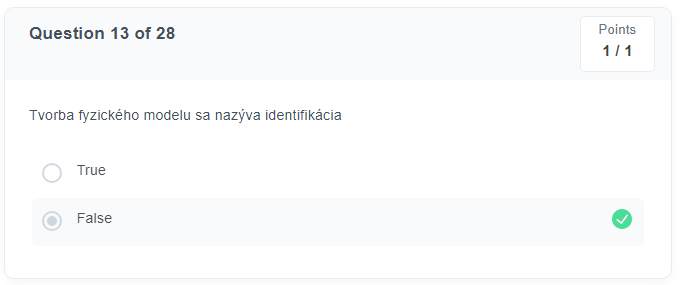 Question 13 of 28
Points
1 / 1
Tvorba fyzického modelu sa nazýva identifikácia
True
False